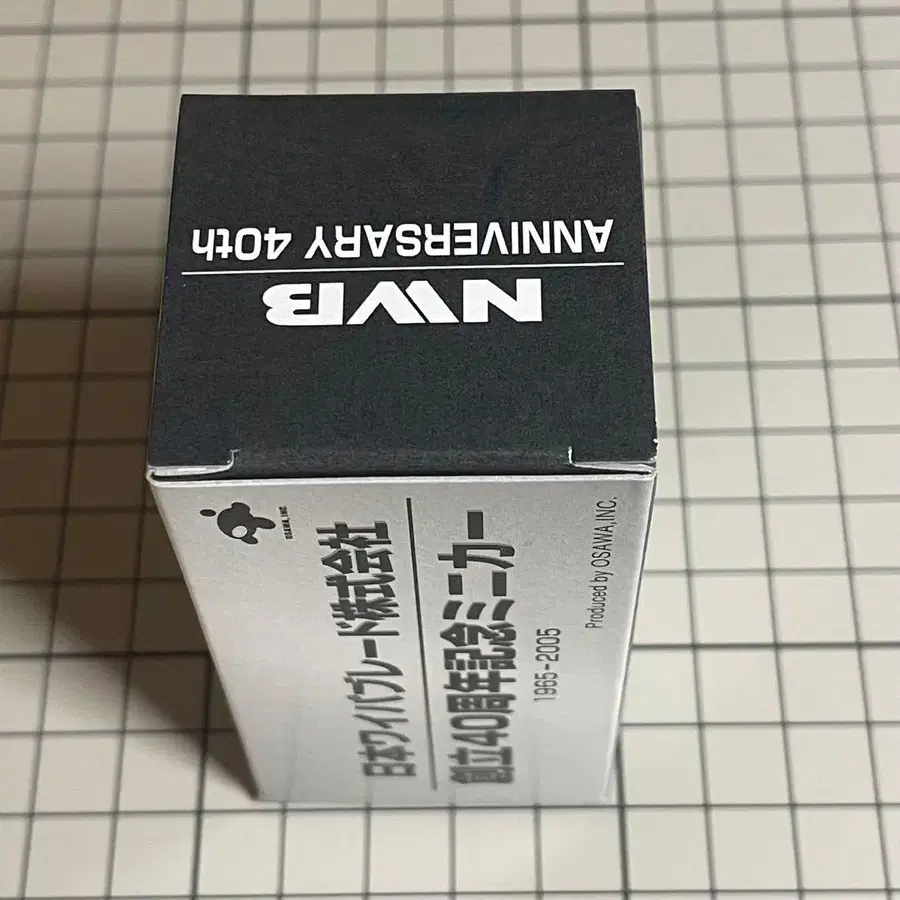 NWB
ANNIVERSARY 40th
OSAWA, INC.
日本ワイパブレード株式会社
創立40周年記念ミニカー
1965-2005
Produced by OSAWA,INC.